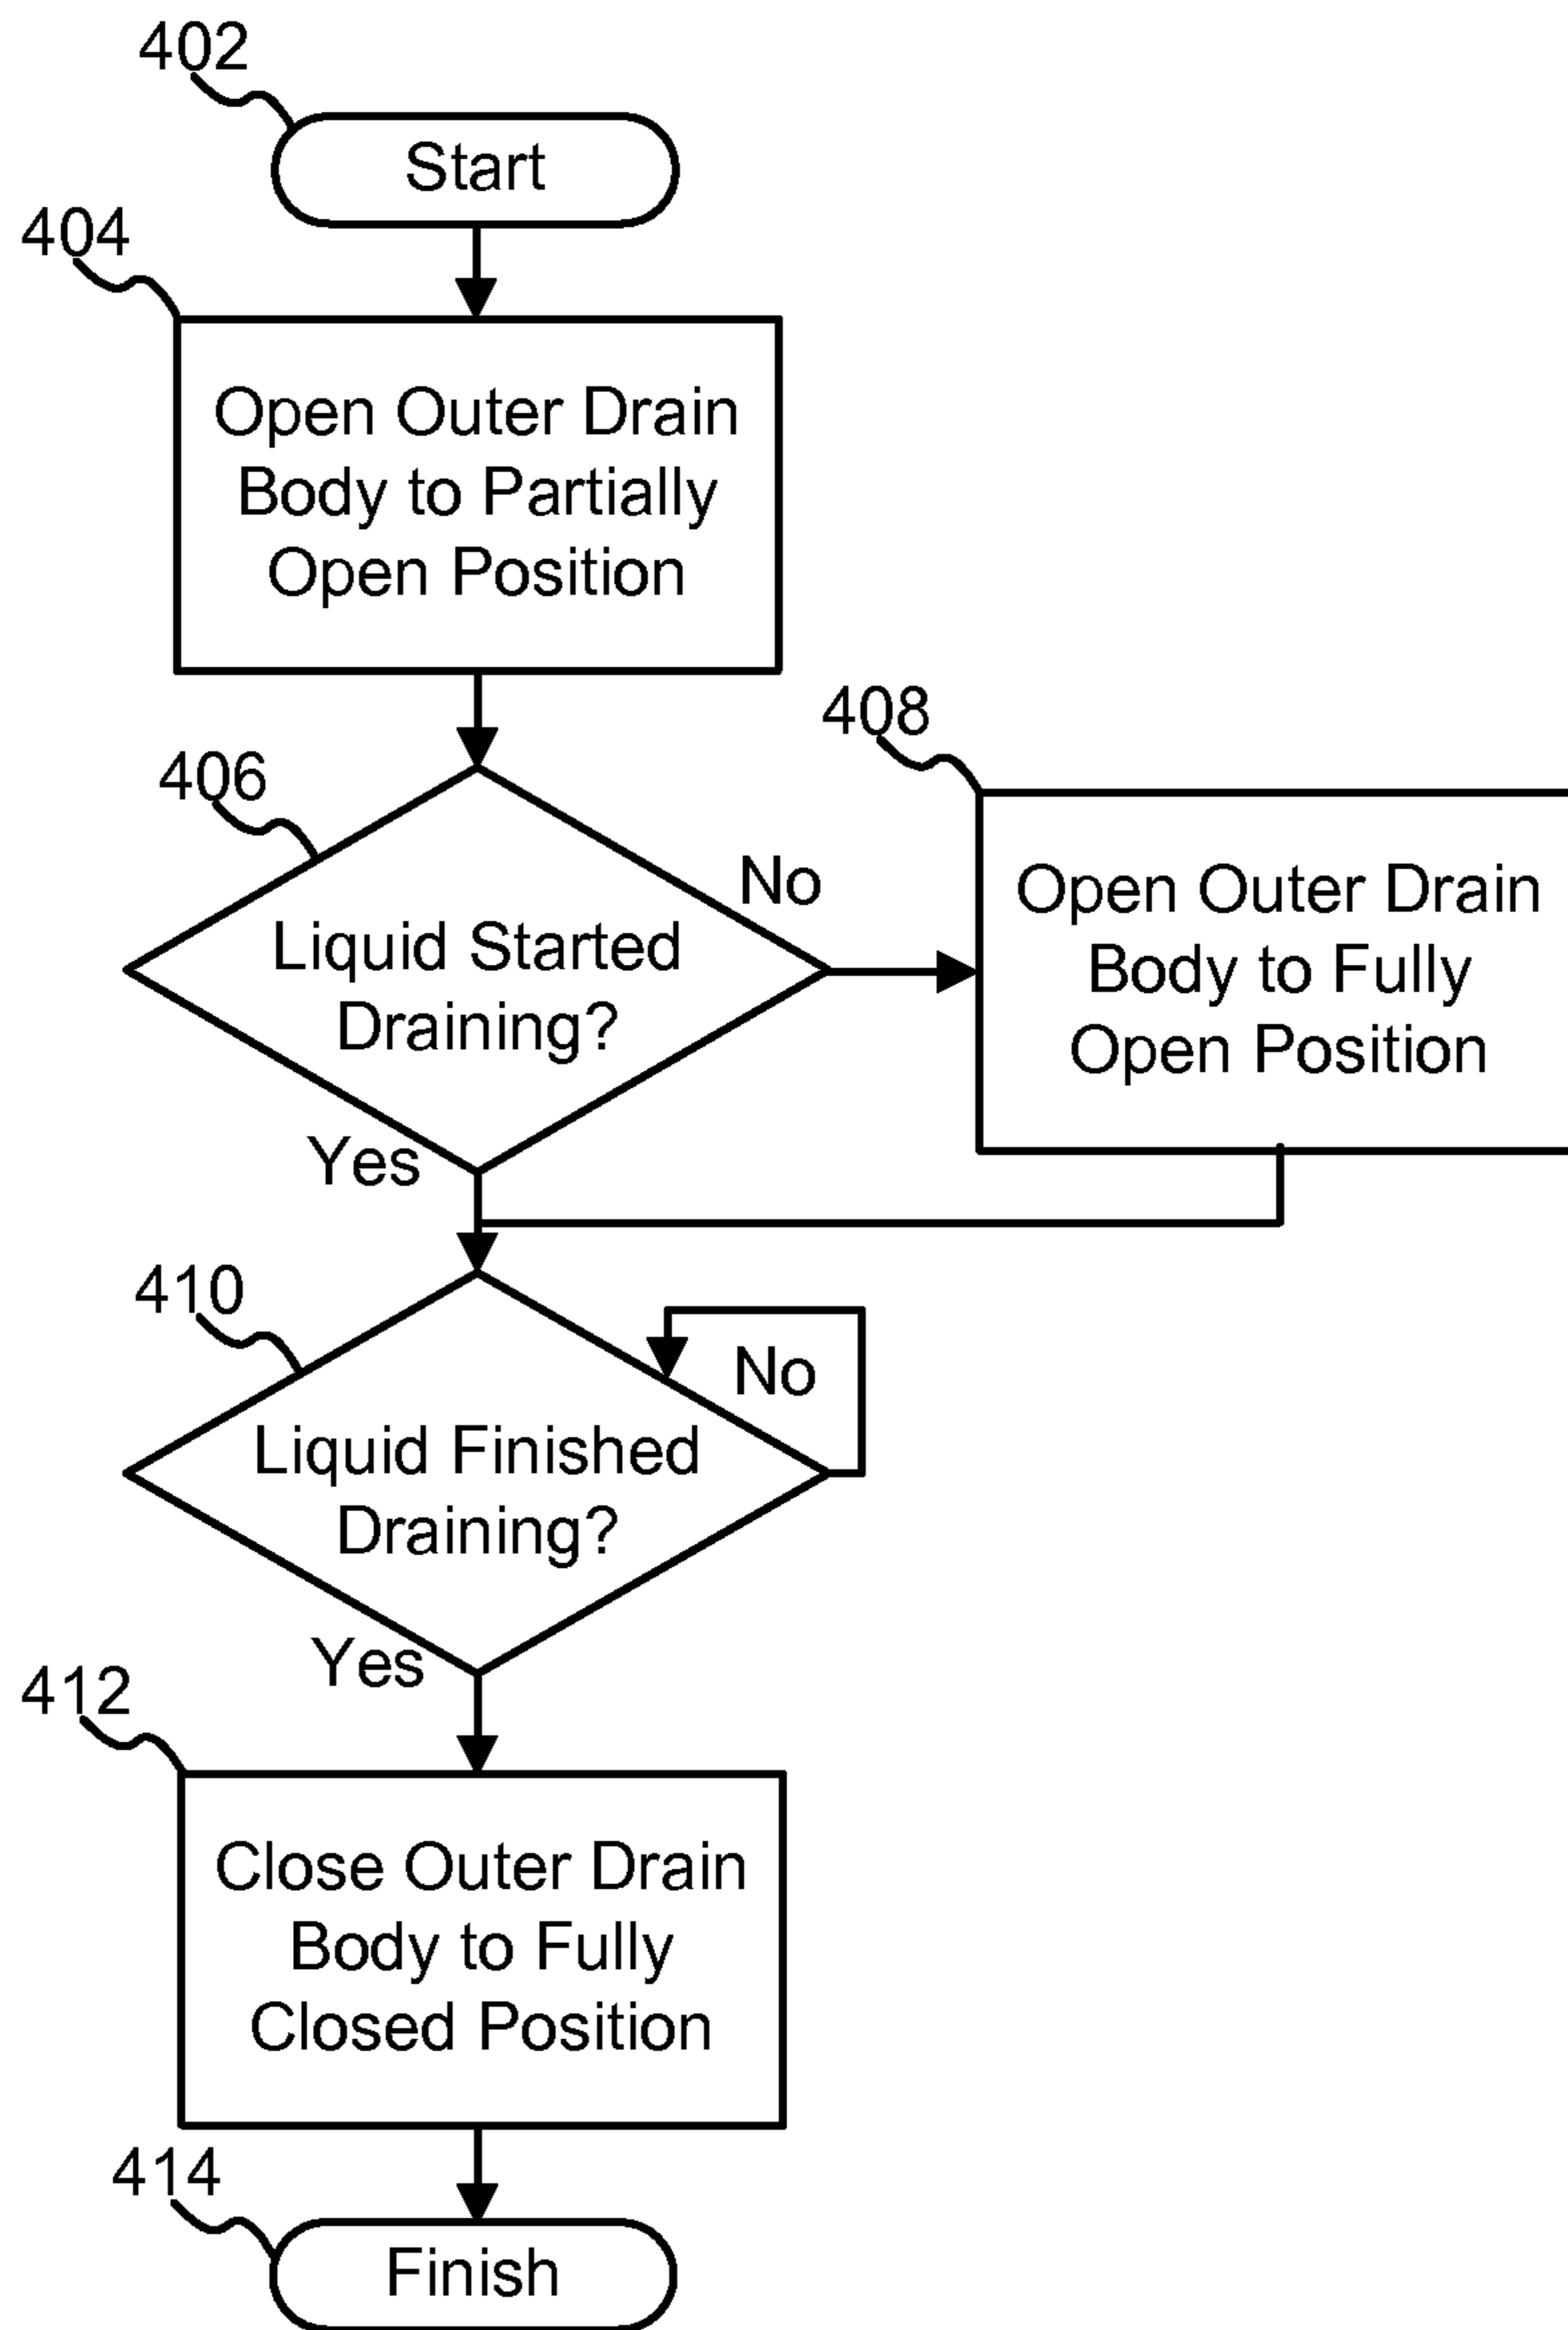 402
Start
404
Open Outer Drain
Body to Partially
Open Position
406
Liquid Started
Draining?
No
Yes
408
Open Outer Drain
Body to Fully
Open Position
410
Liquid Finished
Draining?
No
Yes
412
Close Outer Drain
Body to Fully
Closed Position
414
Finish